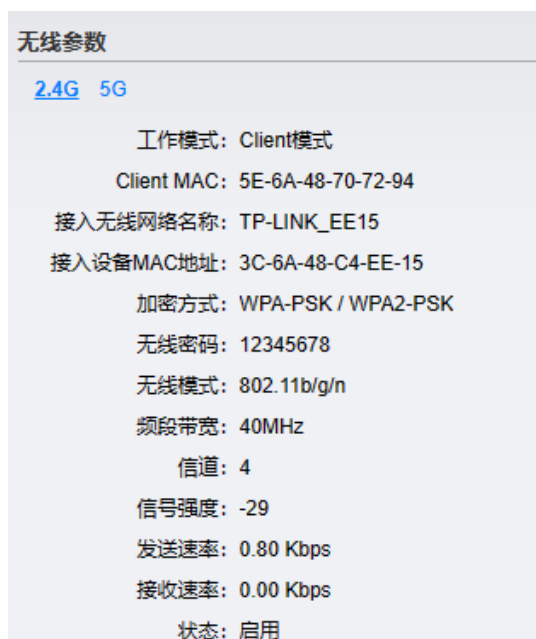 无线参数
2.4G 5G
工作模式: Client模式
Client MAC: 5E-6A-48-70-72-94
接入无线网络名称: TP-LINK_EE15
接入设备MAC地址: 3C-6A-48-C4-EE-15
加密方式: WPA-PSK / WPA2-PSK
无线密码: 12345678
无线模式: 802.11b/g/n
频段带宽: 40MHz
信道: 4
信号强度: -29
发送速率: 0.80 Kbps
接收速率: 0.00 Kbps
状态: 启用